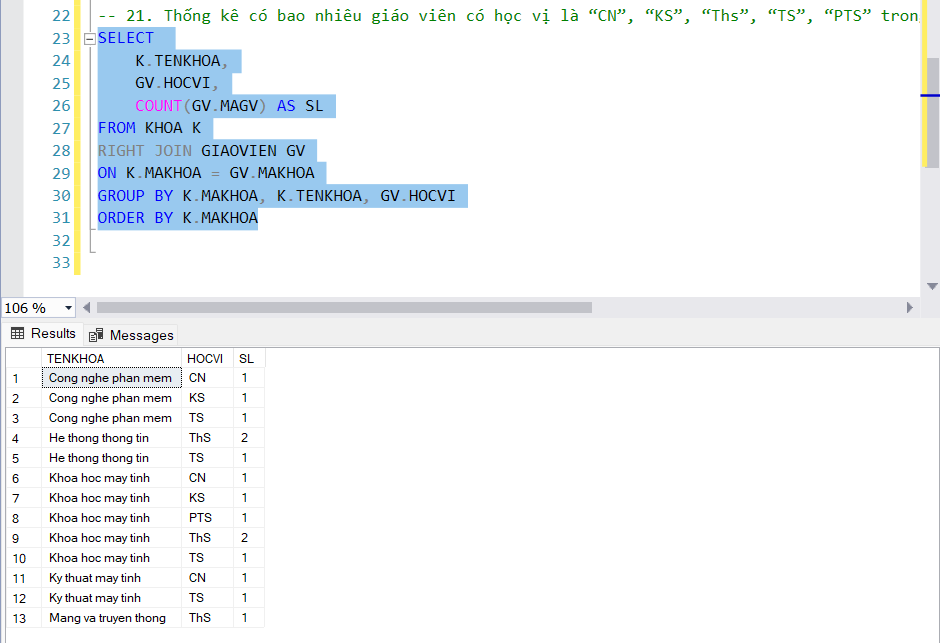 22 -- 21. Thống kê có bao nhiêu giáo viên có học vị là “CN”, “KS”, “Ths”, “TS”, “PTS” tron
23 SELECT
24 K.TENKHOA,
25 GV.HOCVI,
26 COUNT(GV.MAGV) AS SL
27 FROM KHOA K
28 RIGHT JOIN GIAOVIEN GV
29 ON K.MAKHOA = GV.MAKHOA
30 GROUP BY K.MAKHOA, K.TENKHOA, GV.HOCVI
31 ORDER BY K.MAKHOA
32
33
106 %
Results Messages
TENKHOA HOCVI SL
1 Cong nghe phan mem CN 1
2 Cong nghe phan mem KS 1
3 Cong nghe phan mem TS 1
4 He thong thong tin ThS 2
5 He thong thong tin TS 1
6 Khoa hoc may tinh CN 1
7 Khoa hoc may tinh KS 1
8 Khoa hoc may tinh PTS 1
9 Khoa hoc may tinh ThS 2
10 Khoa hoc may tinh TS 1
11 Ky thuat may tinh CN 1
12 Ky thuat may tinh TS 1
13 Mang va truyen thong ThS 1